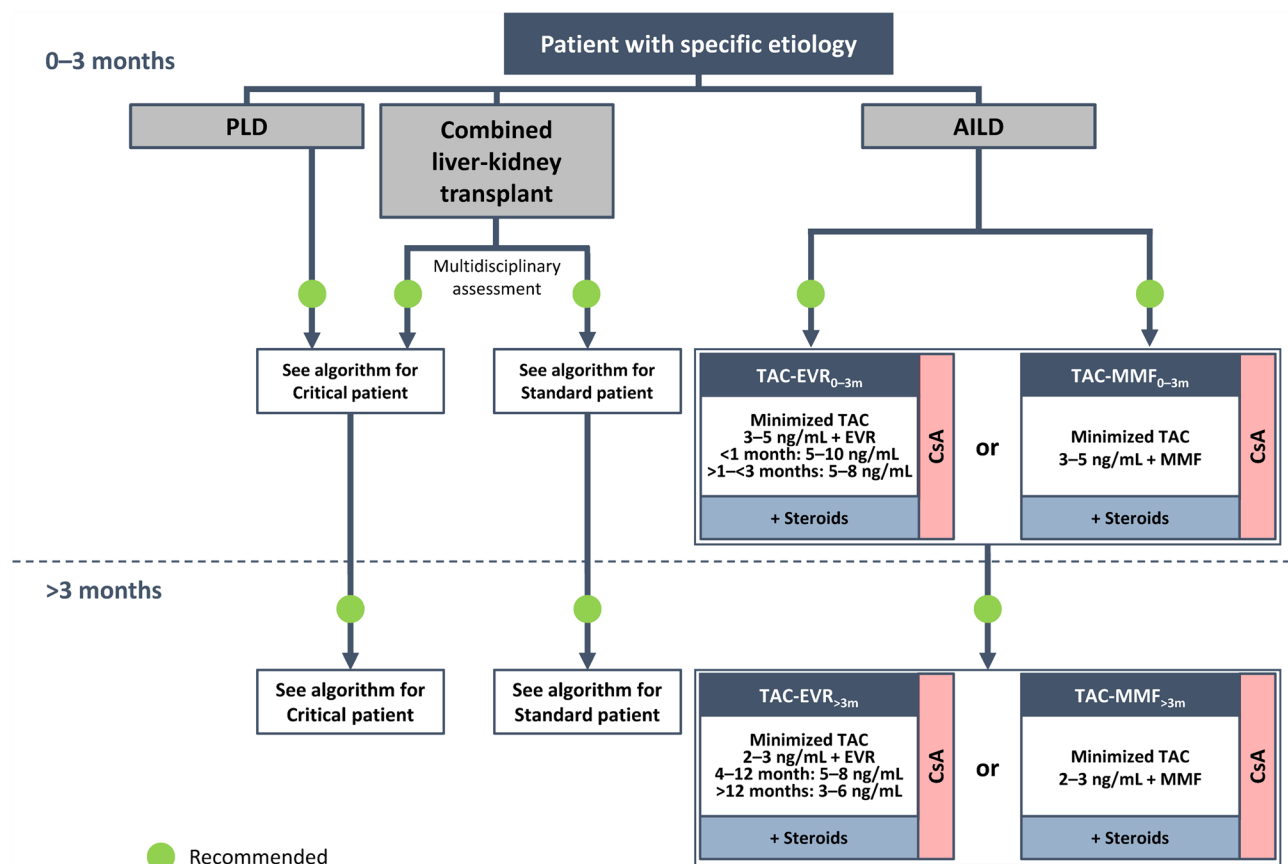 Patient with specific etiology
0–3 months
PLD
Combined
liver-kidney
transplant
AILD
Multidisciplinary
assessment
See algorithm for
Critical patient
See algorithm for
Standard patient
TAC-EVR0–3m
Minimized TAC
3–5 ng/mL + EVR
<1 month: 5–10 ng/mL
>1–<3 months: 5–8 ng/mL
+ Steroids
CsA
or
TAC-MMF0–3m
Minimized TAC
3–5 ng/mL + MMF
+ Steroids
CsA
>3 months
See algorithm for
Critical patient
See algorithm for
Standard patient
TAC-EVR>3m
Minimized TAC
2–3 ng/mL + EVR
4–12 month: 5–8 ng/mL
>12 months: 3–6 ng/mL
+ Steroids
CsA
or
TAC-MMF>3m
Minimized TAC
2–3 ng/mL + MMF
+ Steroids
CsA
Recommended